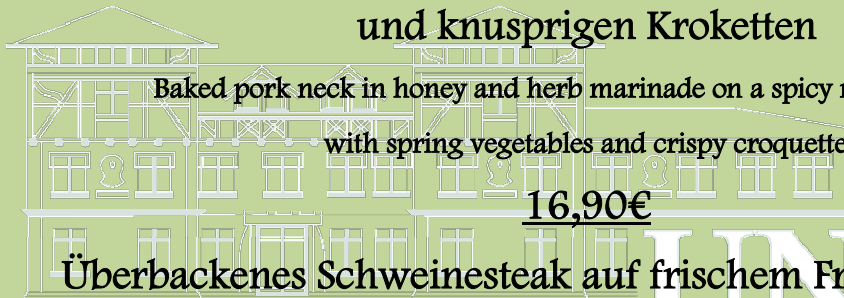 und knusprigen Kroketten
Baked pork neck in honey and herb marinade on a spicy
with spring vegetables and crispy croquette
16,90€
Überbackenes Schweinesteak auf frischem